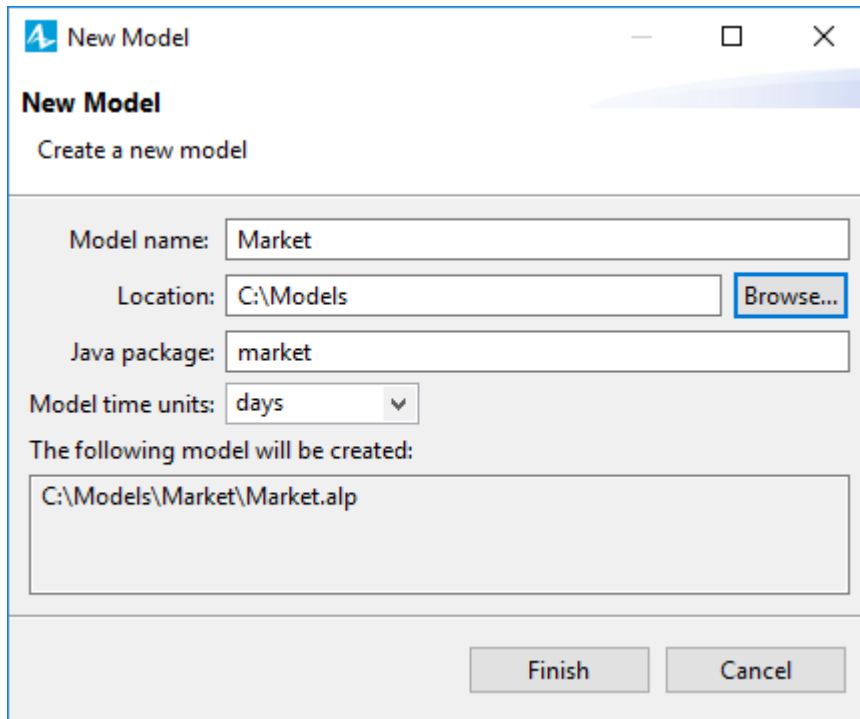 New Model
New Model
Create a new model
Model name: Market
Location: C:\Models Browse...
Java package: market
Model time units: days
The following model will be created:
C:\Models\Market\Market.alp
Finish Cancel